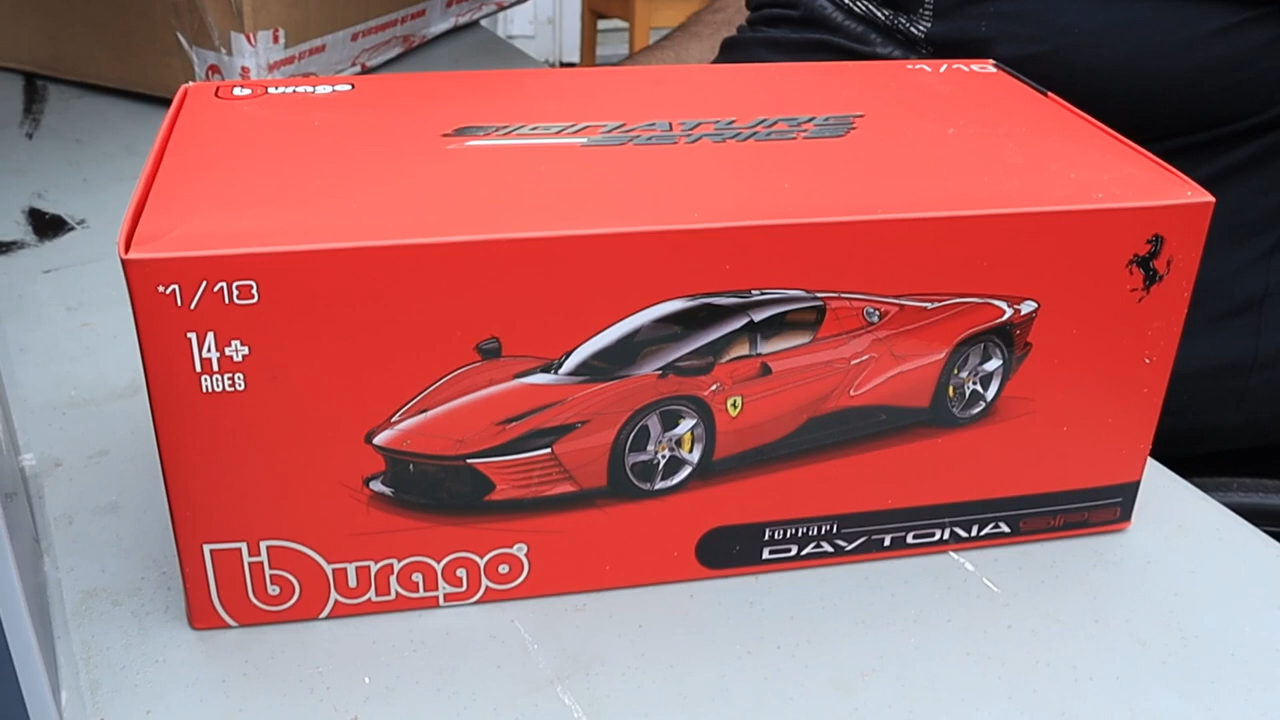 Burago
*1/18
SIGNATURE
SERIES
*1/18
14+
AGES
Ferrari
DAYTONA SP3
Burago